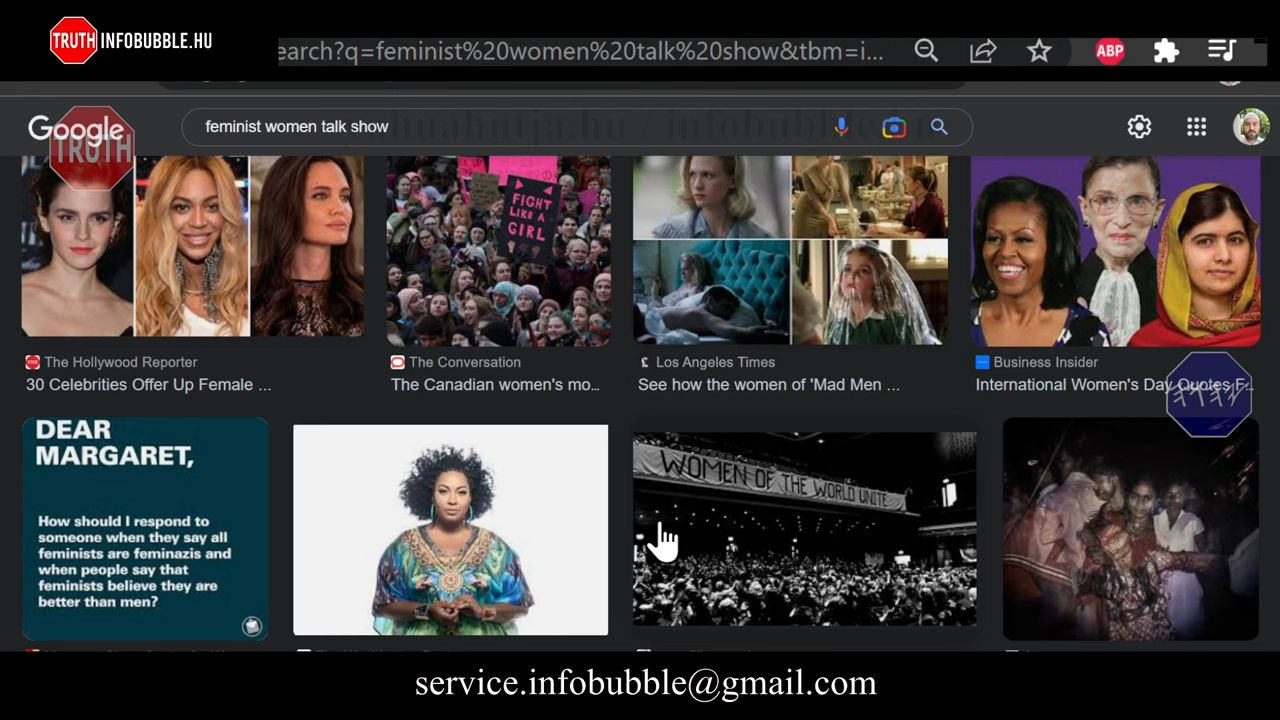 TRUTH INFOBUBBLE.HU
earch?q=feminist%20women%20talk%20show&tbm=i...
ABP
Google
feminist women talk show
TRUTH
FIGHT
LIKE A
GIRL
The Hollywood Reporter
30 Celebrities Offer Up Female ...
The Conversation
The Canadian women's mo...
Los Angeles Times
See how the women of 'Mad Men ...
Business Insider
International Women's Day Quotes F...
DEAR
MARGARET,
How should I respond to
someone when they say all
feminists are feminazis and
when people say that
feminists believe they are
better than men?
WOMEN OF THE WORLD UNITE
𐤉𐤄𐤅𐤄
service.infobubble@gmail.com